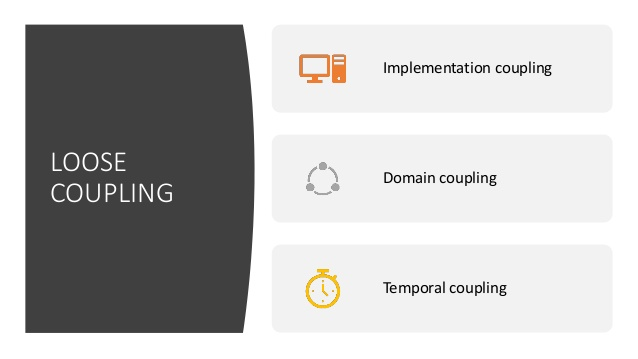 LOOSE
COUPLING
Implementation coupling
Domain coupling
Temporal coupling